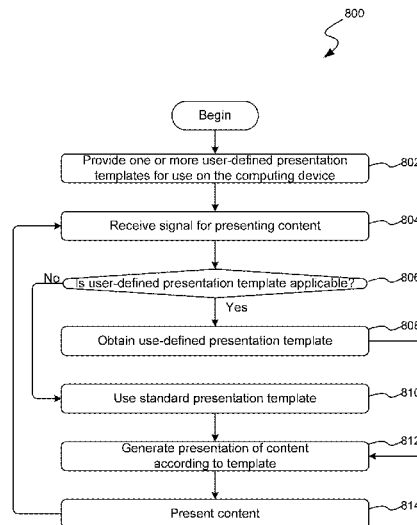 800
Begin
Provide one or more user-defined presentation
templates for use on the computing device
802
Receive signal for presenting content
804
Is user-defined presentation template applicable?
806
No
Yes
Obtain use-defined presentation template
808
Use standard presentation template
810
Generate presentation of content
according to template
812
Present content
814